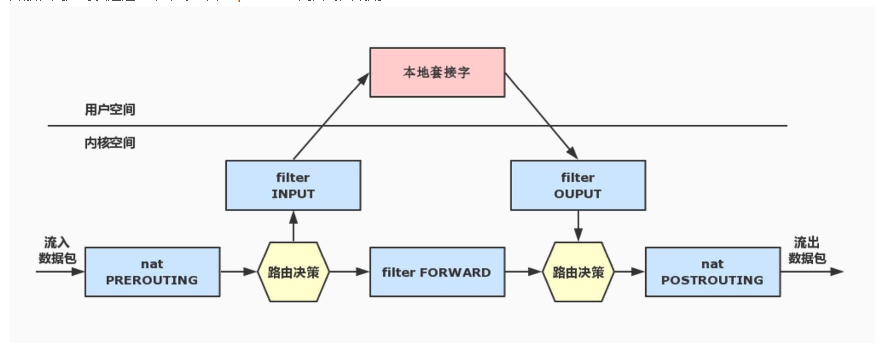 本地套接字
用户空间
内核空间
filter
INPUT
filter
OUPUT
流入
数据包
nat
PREROUTING
路由决策
filter FORWARD
路由决策
nat
POSTROUTING
流出
数据包